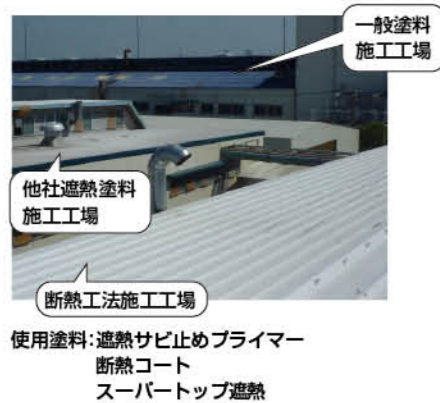 一般塗料
施工工場
他社遮熱塗料
施工工場
断熱工法施工工場
使用塗料:遮熱サビ止めプライマー
断熱コート
スーパートップ遮熱